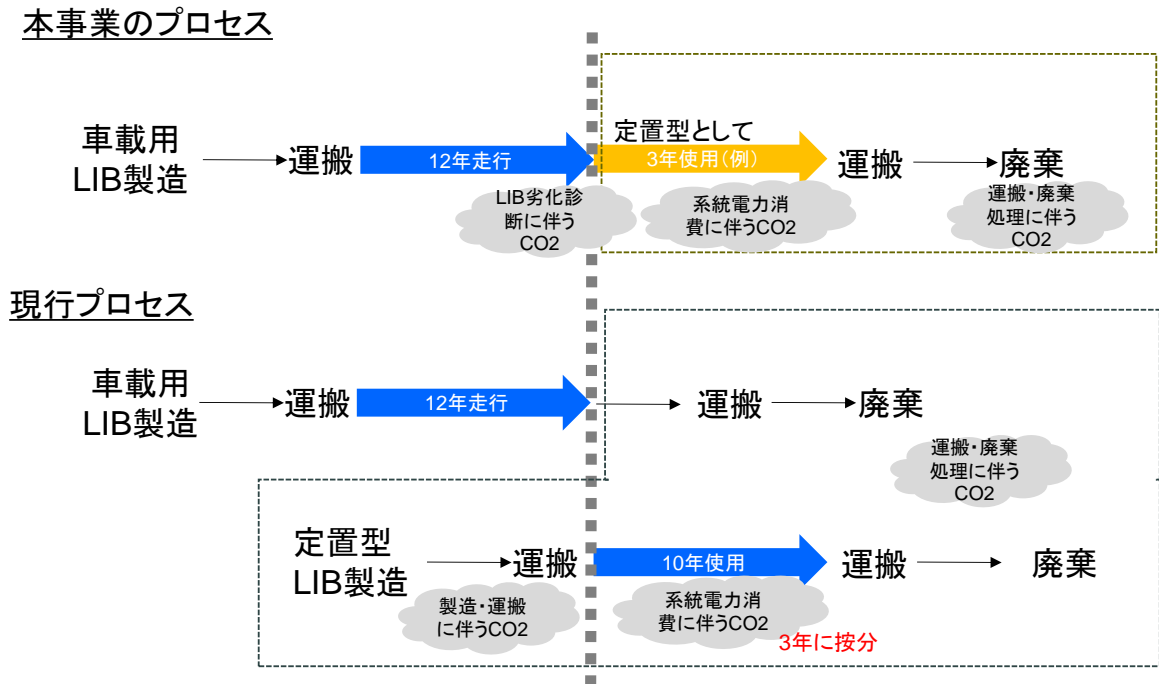 本事業のプロセス
車載用
LIB製造
運搬
12年走行
定置型として
3年使用(例)
運搬
廃棄
LIB劣化診
断に伴う
CO2
系統電力消
費に伴うCO2
運搬・廃棄
処理に伴う
CO2
現行プロセス
車載用
LIB製造
運搬
12年走行
運搬
廃棄
運搬・廃棄
処理に伴う
CO2
定置型
LIB製造
運搬
10年使用
運搬
廃棄
製造・運搬
に伴うCO2
系統電力消
費に伴うCO2
3年に按分